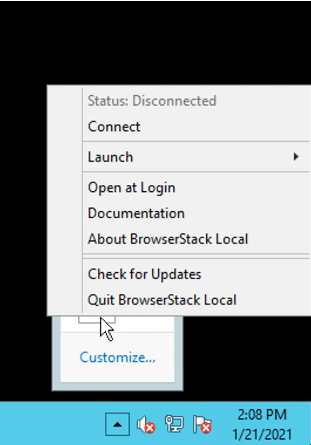 Status: Disconnected
Connect
Launch
Open at Login
Documentation
About BrowserStack Local
Check for Updates
Quit BrowserStack Local
Customize...
2:08 PM
1/21/2021